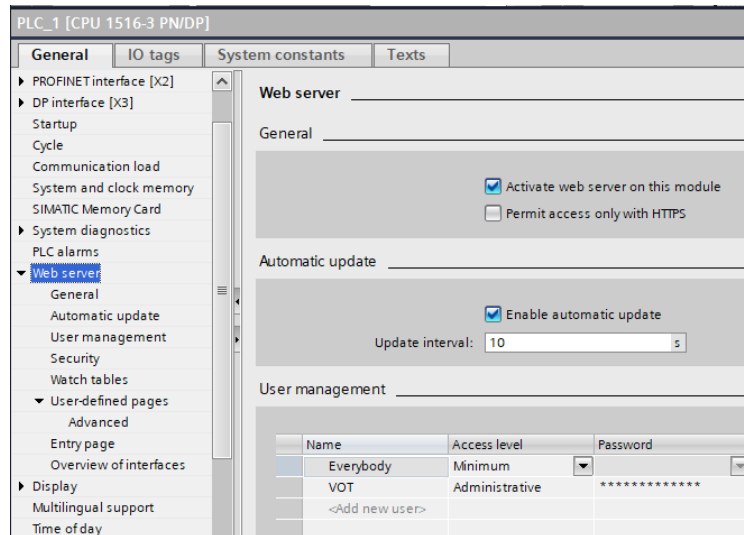 PLC_1 [CPU 1516-3 PN/DP]
General IO tags System constants Texts
PROFINET interface [X2]
DP interface [X3]
Startup
Cycle
Communication load
System and clock memory
SIMATIC Memory Card
System diagnostics
PLC alarms
Web server
General
Automatic update
User management
Security
Watch tables
User-defined pages
Advanced
Entry page
Overview of interfaces
Display
Multilingual support
Time of day
Web server
General
Activate web server on this module
Permit access only with HTTPS
Automatic update
Enable automatic update
Update interval: 10 s
User management
Name Access level Password
Everybody Minimum
VOT Administrative *************
<Add new user>